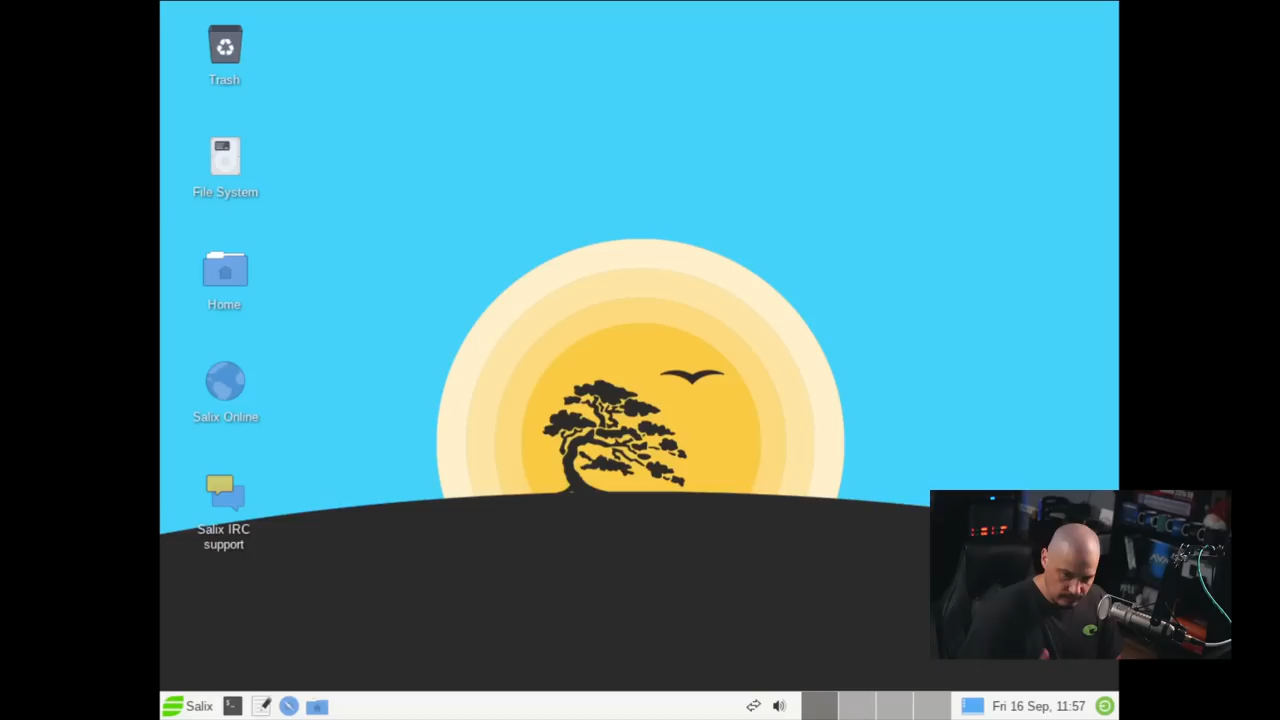 Trash
File System
Home
Salix Online
Salix IRC
support
Salix
Fri 16 Sep, 11:57